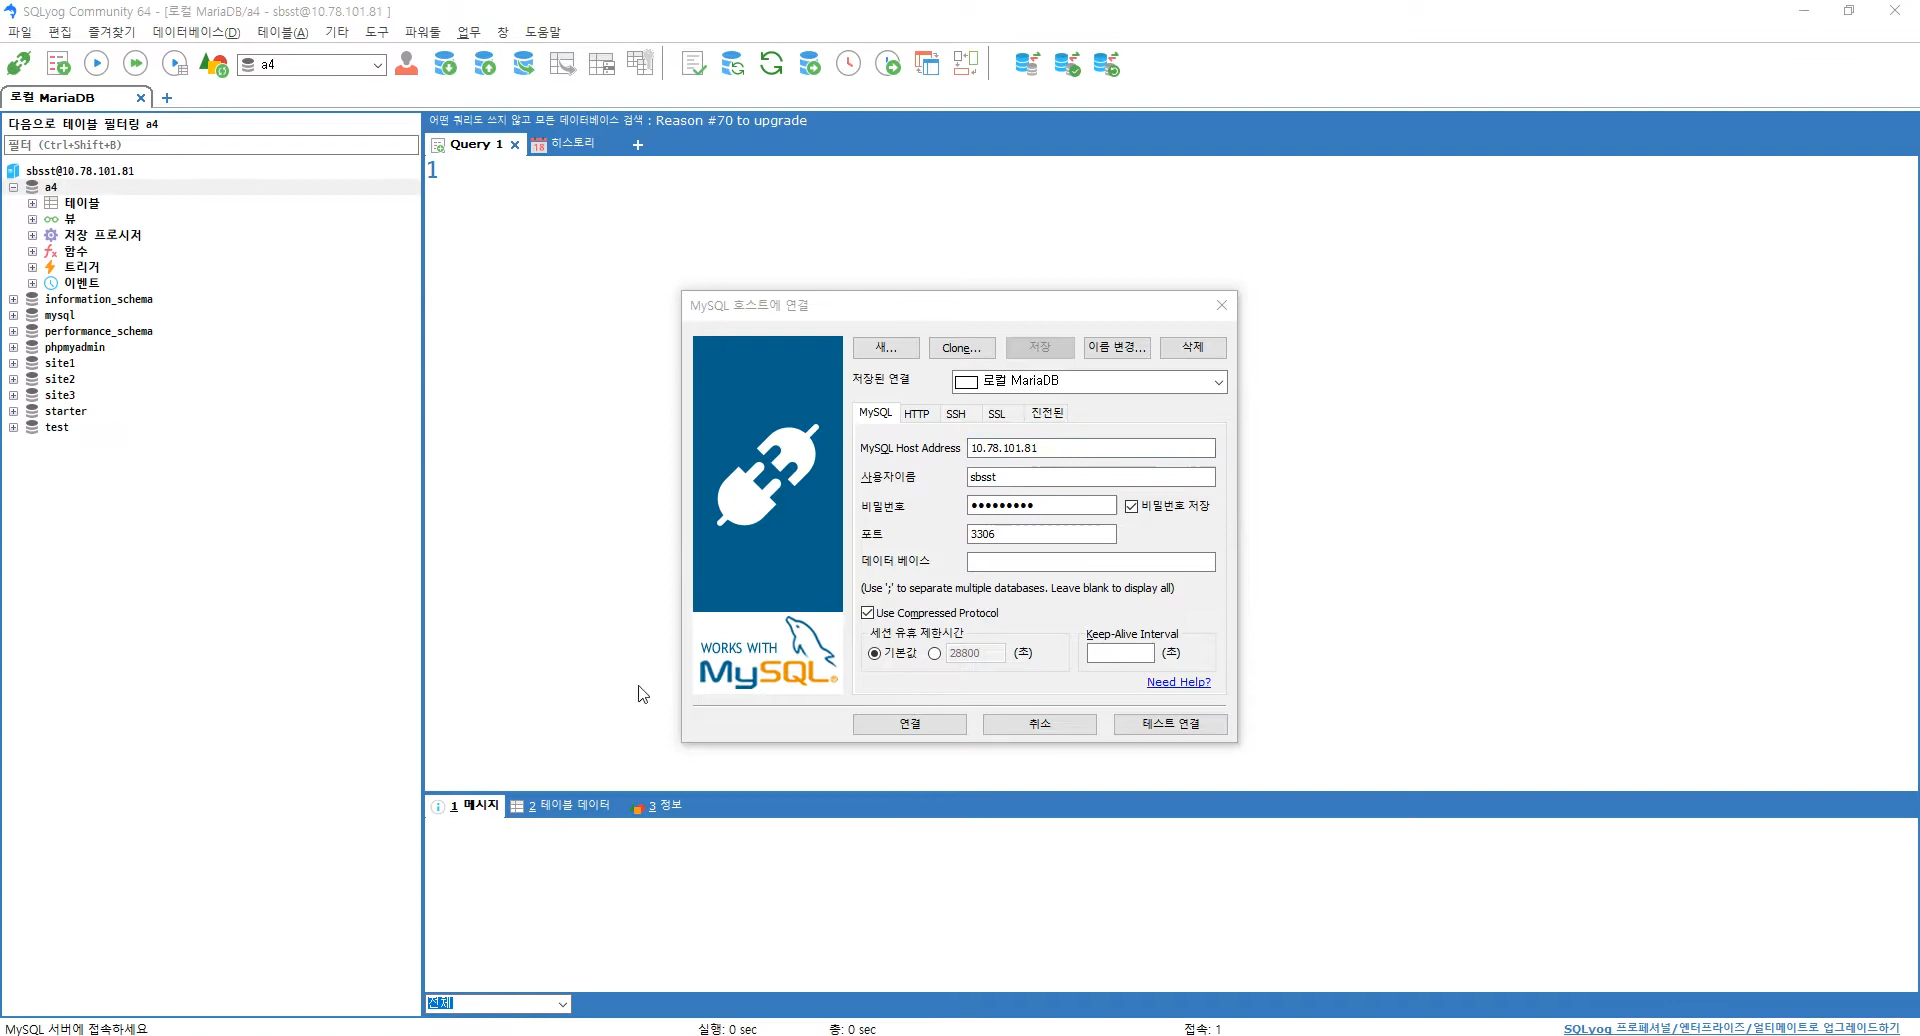 SQLyog Community 64 - [로컬 MariaDB/a4 - sbsst@10.78.101.81 ]
파일 편집 즐겨찾기 데이터베이스(D) 테이블(A) 기타 도구 파워툴 업무 창 도움말
a4
로컬 MariaDB
다음으로 테이블 필터링 a4
필터 (Ctrl+Shift+B)
sbsst@10.78.101.81
a4
테이블
뷰
저장 프로시저
함수
트리거
이벤트
information_schema
mysql
performance_schema
phpmyadmin
site1
site2
site3
starter
test
어떤 쿼리도 쓰지 않고 모든 데이터베이스 검색 : Reason #70 to upgrade
Query 1 18 히스토리
1
MySQL 호스트에 연결
새... Clone... 저장 이름 변경... 삭제
저장된 연결 로컬 MariaDB
MySQL HTTP SSH SSL 진전된
MySQL Host Address 10.78.101.81
사용자이름 sbsst
비밀번호 ●●●●●●●●● 비밀번호 저장
포트 3306
데이터 베이스
(Use ';' to separate multiple databases. Leave blank to display all)
Use Compressed Protocol
세션 유휴 제한시간 Keep-Alive Interval
기본값 28800 (초) (초)
Need Help?
WORKS WITH
MySQL®
연결 취소 테스트 연결
1 메시지 2 테이블 데이터 3 정보
전체
MySQL 서버에 접속하세요 실행: 0 sec 총: 0 sec 접속: 1 SQLyog 프로페셔널/엔터프라이즈/얼티메이트로 업그레이드하기